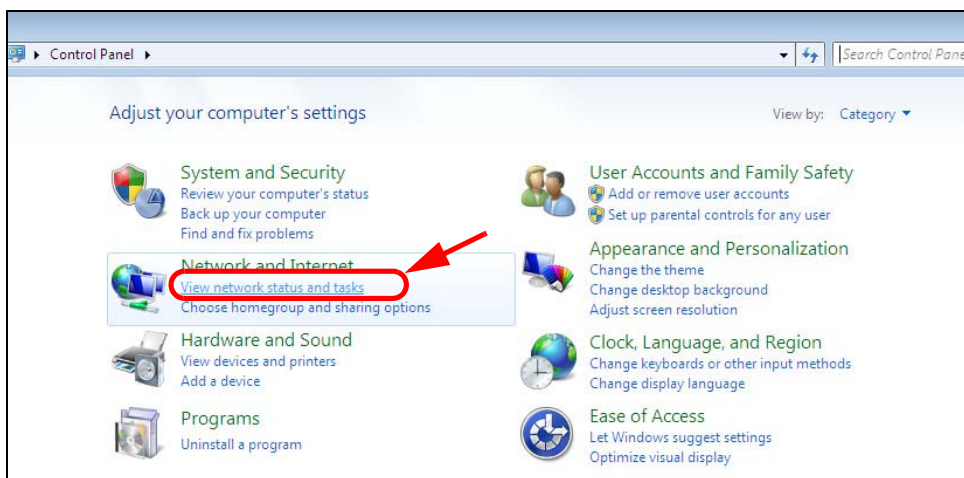 Control Panel
Search Control Pane
Adjust your computer's settings
View by: Category
System and Security
Review your computer's status
Back up your computer
Find and fix problems
Network and Internet
View network status and tasks
Choose homegroup and sharing options
Hardware and Sound
View devices and printers
Add a device
Programs
Uninstall a program
User Accounts and Family Safety
Add or remove user accounts
Set up parental controls for any user
Appearance and Personalization
Change the theme
Change desktop background
Adjust screen resolution
Clock, Language, and Region
Change keyboards or other input methods
Change display language
Ease of Access
Let Windows suggest settings
Optimize visual display